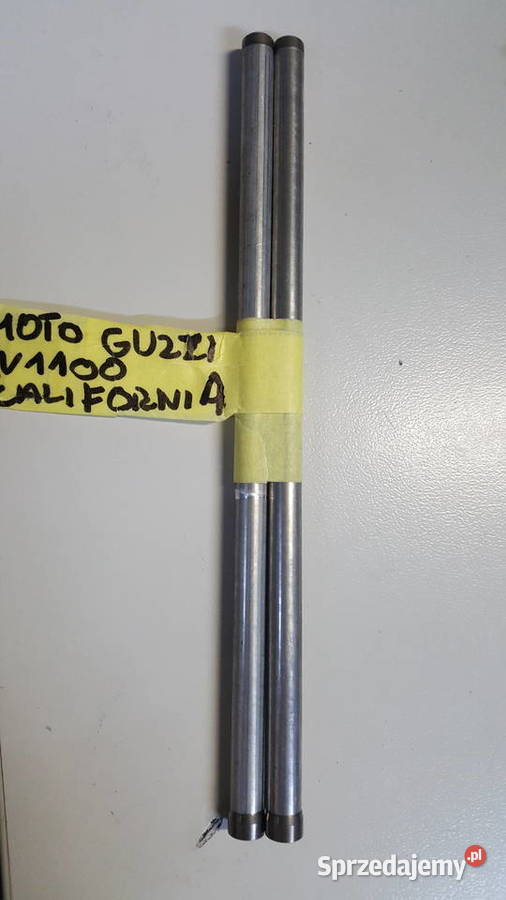 MOTO GUZZI
V1100
CALIFORNIA
Sprzedajemy.pl